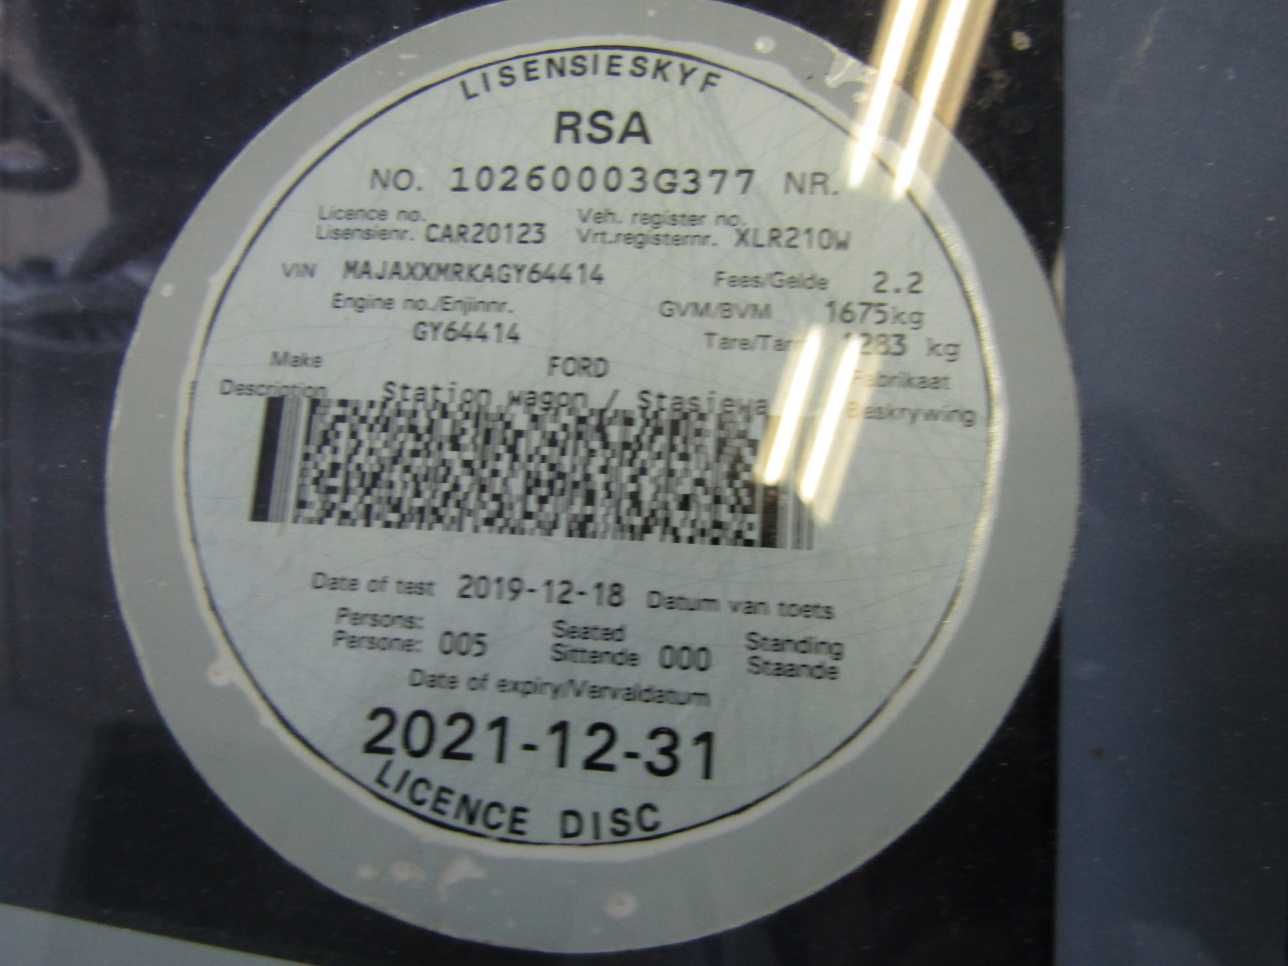 LISENSIESKYF
RSA
NO. 10260003G377 NR.
Licence no. Veh. register no.
Lisensienr. CAR20123 Vrt.registernr. XLR210W
VIN MAJAXXMRKAGY64414 Fees/Gelde 2.2
Engine no./Enjinnr. GVM/BVM 1675kg
GY64414 1283 kg
Make FORD
Description Station wagon / Beskrywing
Date of test 2019-12-18 Datum van toets
Persons: Seated Standing
Persone: 005 Sittende 000 Staande
Date of expiry/Vervaldatum
2021-12-31
LICENCE DISC